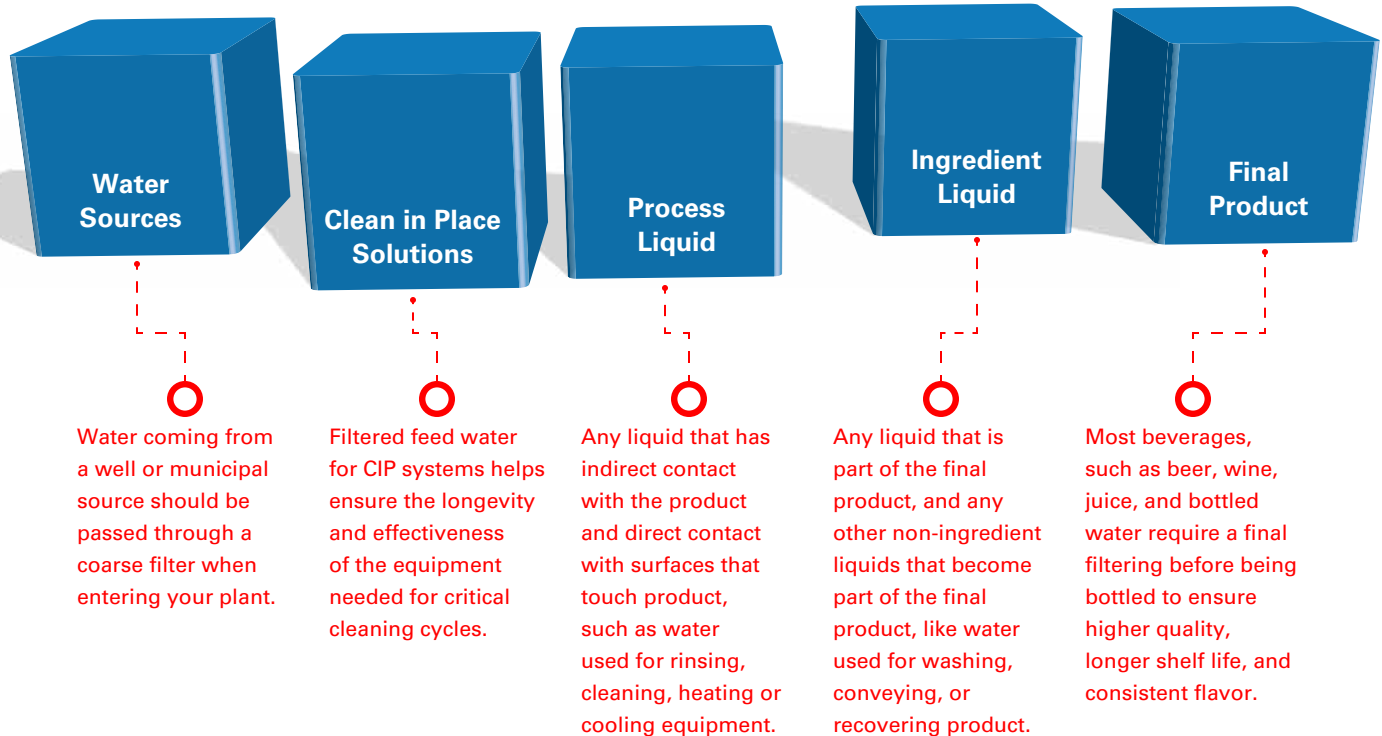 Water
Sources
Clean in Place
Solutions
Process
Liquid
Ingredient
Liquid
Final
Product
Water coming from
a well or municipal
source should be
passed through a
coarse filter when
entering your plant.
Filtered feed water
for CIP systems helps
ensure the longevity
and effectiveness
of the equipment
needed for critical
cleaning cycles.
Any liquid that has
indirect contact
with the product
and direct contact
with surfaces that
touch product,
such as water
used for rinsing,
cleaning, heating or
cooling equipment.
Any liquid that is
part of the final
product, and any
other non-ingredient
liquids that become
part of the final
product, like water
used for washing,
conveying, or
recovering product.
Most beverages,
such as beer, wine,
juice, and bottled
water require a final
filtering before being
bottled to ensure
higher quality,
longer shelf life, and
consistent flavor.